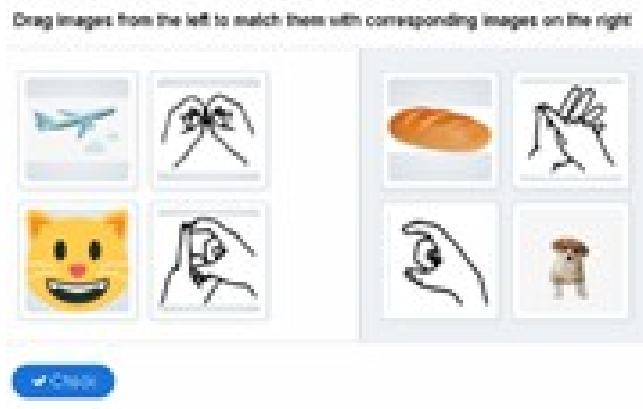 Drag images from the left to match them with corresponding images on the right
Check